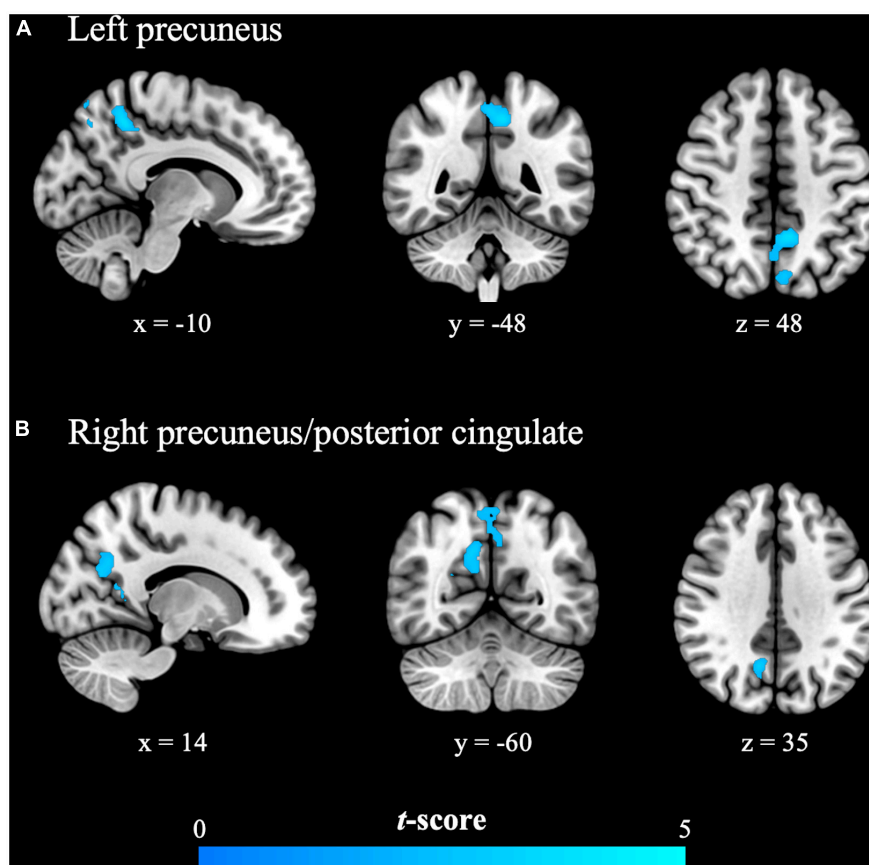 A Left precuneus
x = -10 y = -48 z = 48
B Right precuneus/posterior cingulate
x = 14 y = -60 z = 35
0 t-score 5